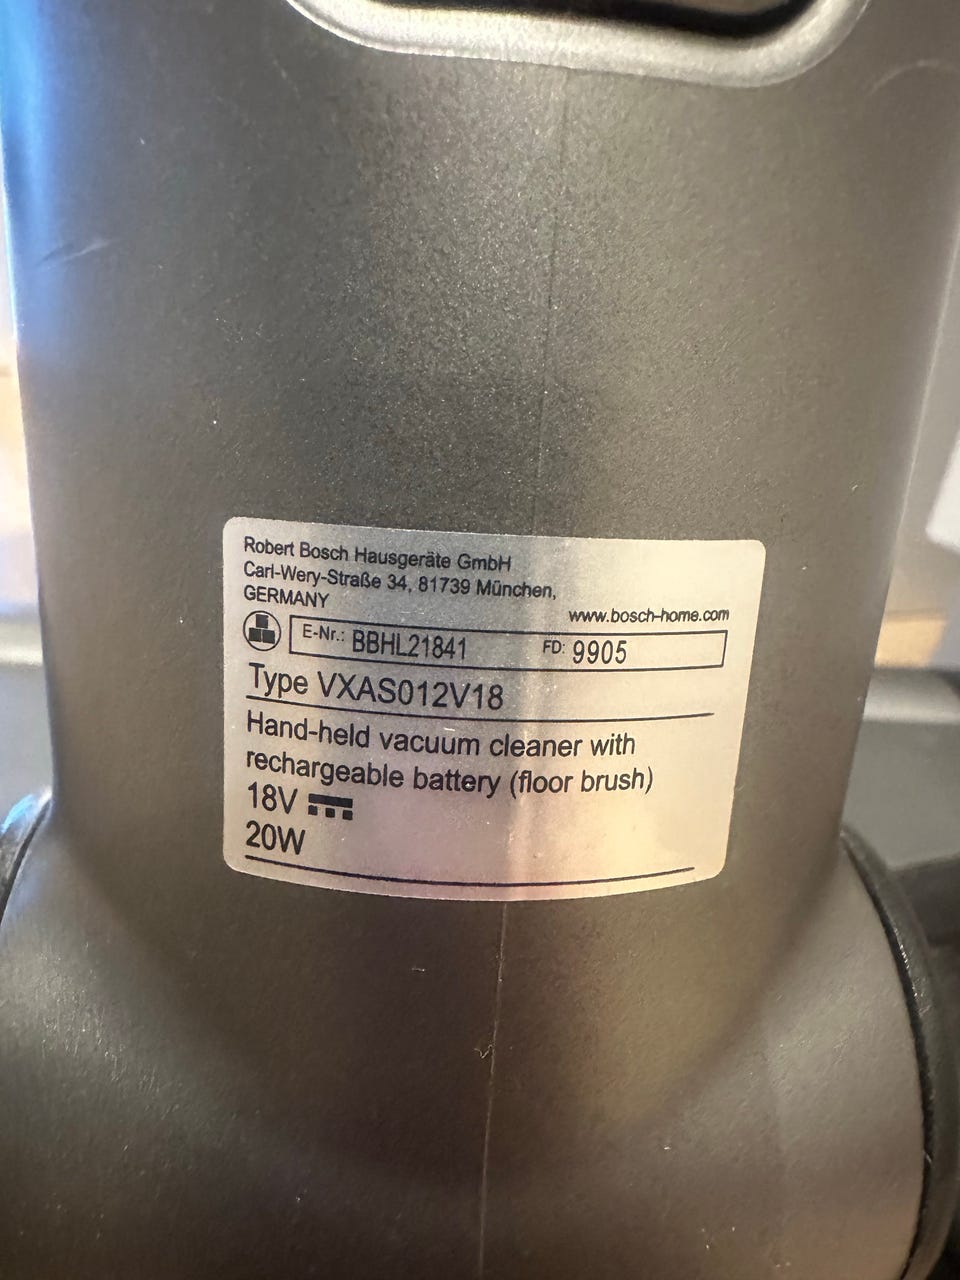 Robert Bosch Hausgeräte GmbH
Carl-Wery-Straße 34, 81739 München,
GERMANY
www.bosch-home.com
E-Nr.: BBHL21841 FD: 9905
Type VXAS012V18
Hand-held vacuum cleaner with
rechargeable battery (floor brush)
18V
20W